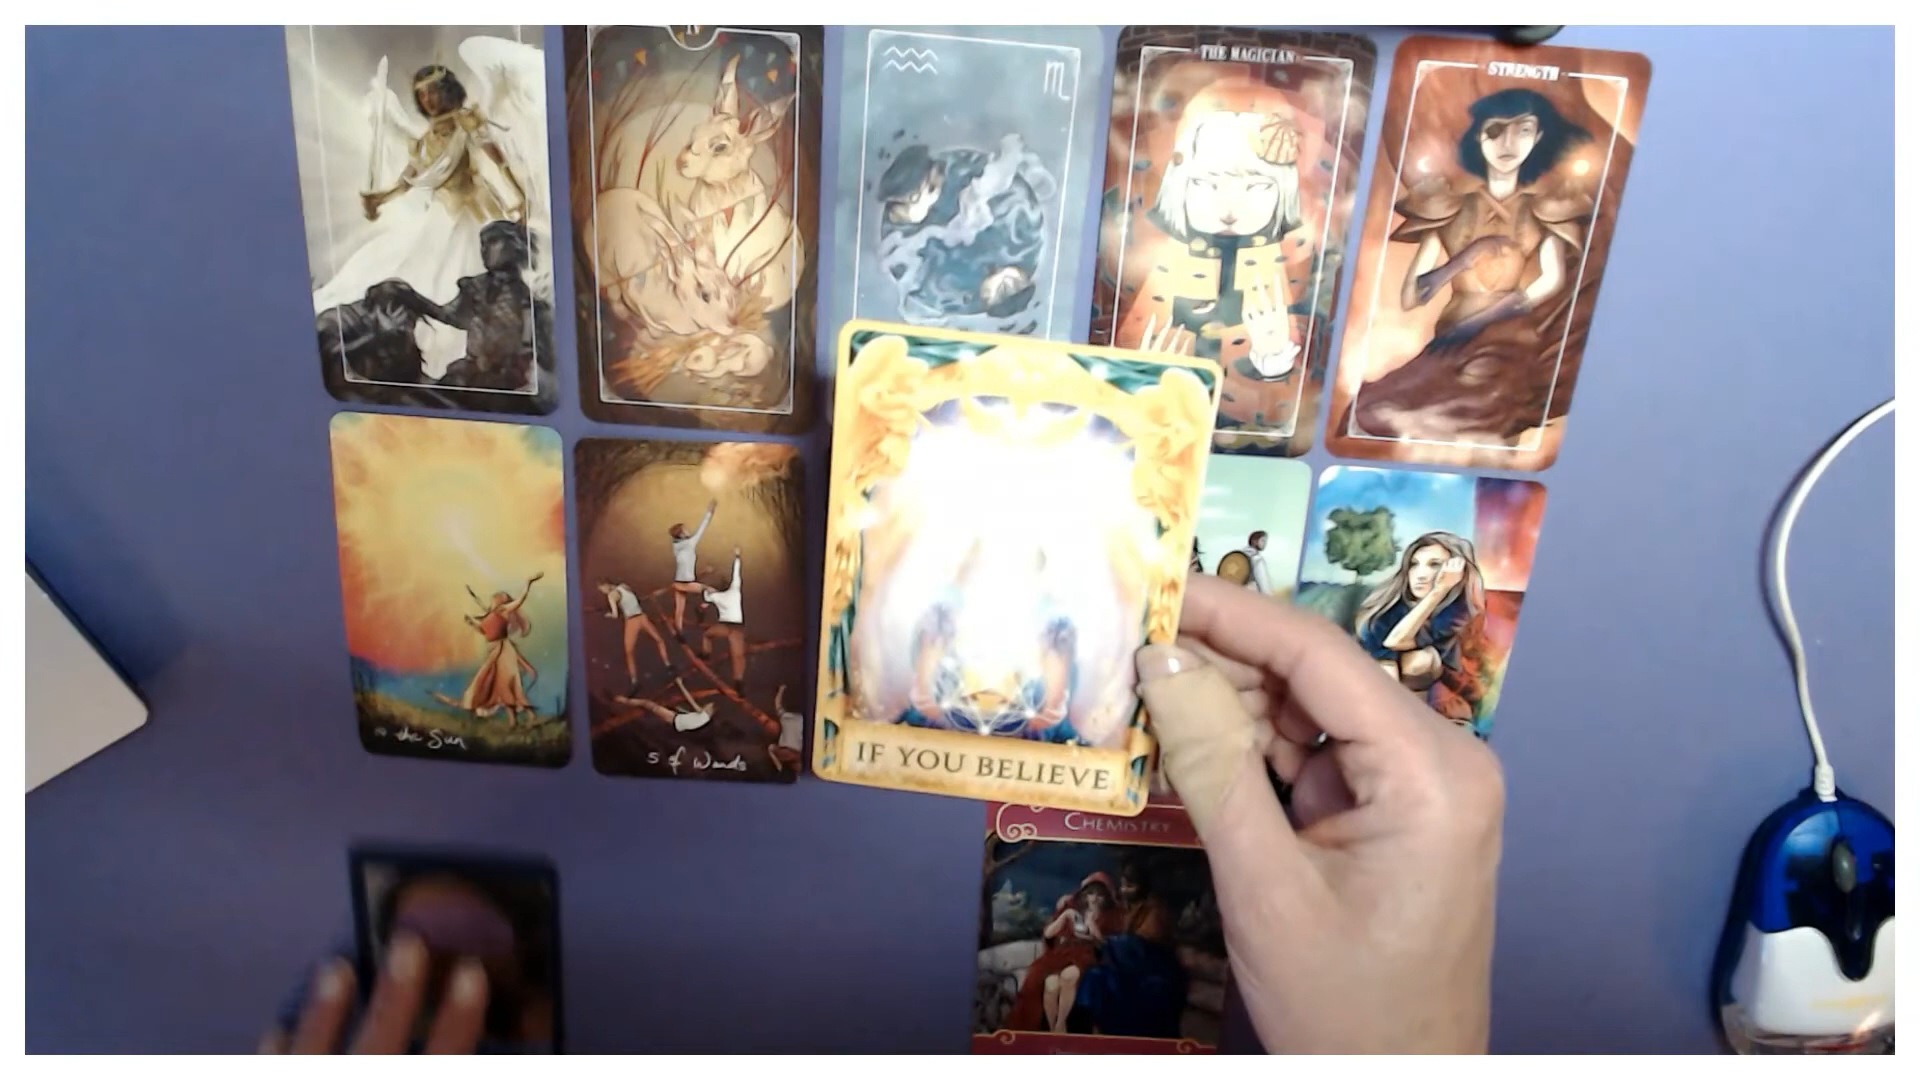 THE MAGICIAN
STRENGTH
the Sun
5 of Wands
IF YOU BELIEVE
CHEMISTRY